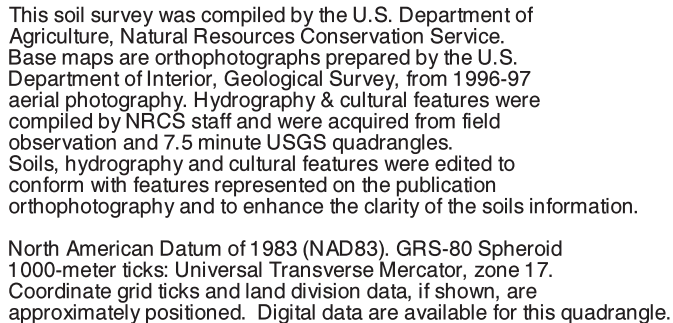 This soil survey was compiled by the U.S. Department of
Agriculture, Natural Resources Conservation Service.
Base maps are orthophotographs prepared by the U.S.
Department of Interior, Geological Survey, from 1996-97
aerial photography. Hydrography & cultural features were
compiled by NRCS staff and were acquired from field
observation and 7.5 minute USGS quadrangles.
Soils, hydrography and cultural features were edited to
conform with features represented on the publication
orthophotography and to enhance the clarity of the soils information.

North American Datum of 1983 (NAD83). GRS-80 Spheroid
1000-meter ticks: Universal Transverse Mercator, zone 17.
Coordinate grid ticks and land division data, if shown, are
approximately positioned.  Digital data are available for this quadrangle.